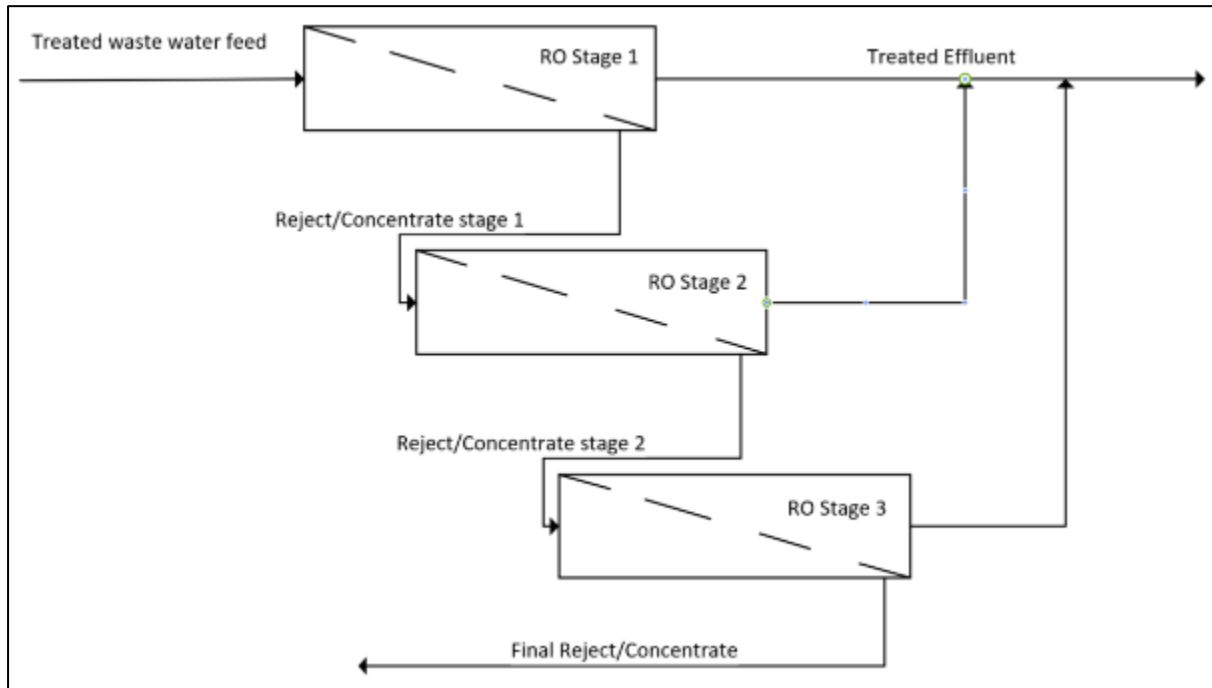 Treated waste water feed
RO Stage 1
Treated Effluent
Reject/Concentrate stage 1
RO Stage 2
Reject/Concentrate stage 2
RO Stage 3
Final Reject/Concentrate